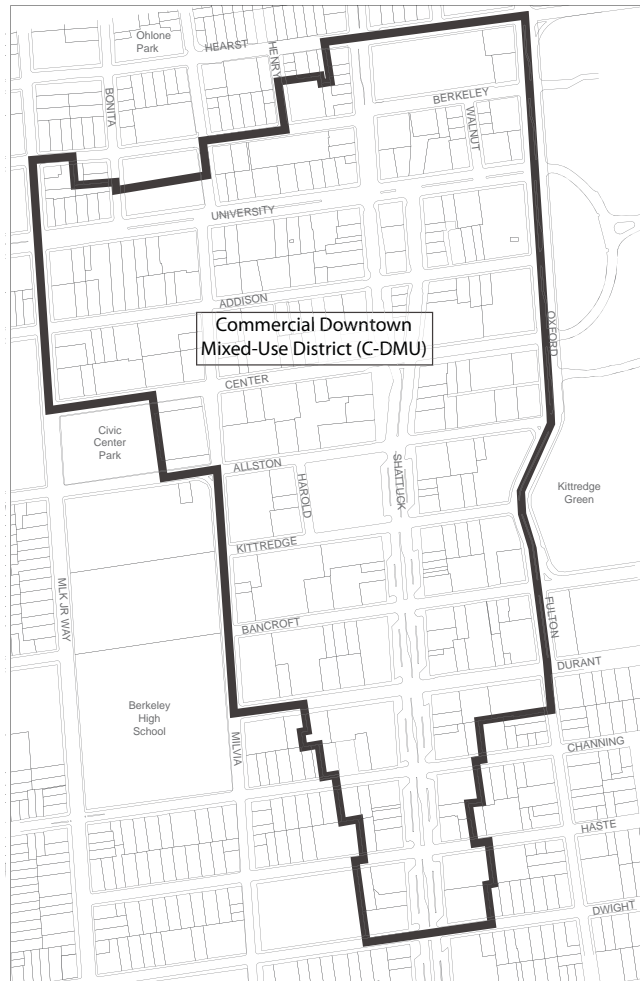 Ohlone
Park
HEARST
HENRY
BONITA
BERKELEY
WALNUT
UNIVERSITY
ADDISON
OXFORD
Commercial Downtown
Mixed-Use District (C-DMU)
CENTER
Civic
Center
Park
ALLSTON
HAROLD
SHATTUCK
Kittredge
Green
KITTREDGE
MLK JR WAY
BANCROFT
FULTON
DURANT
Berkeley
High
School
MILVIA
CHANNING
HASTE
DWIGHT